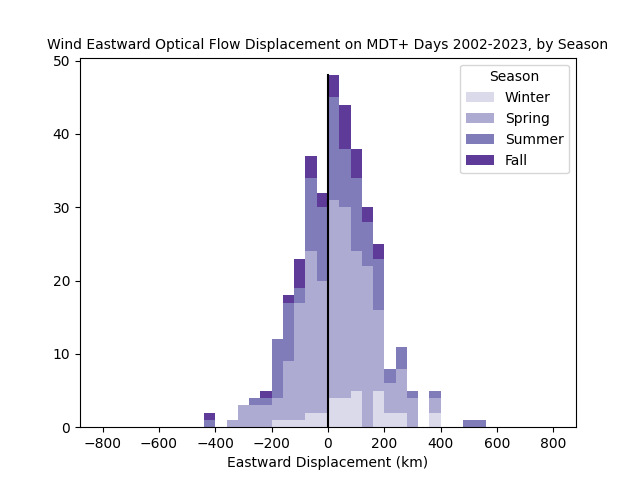 Wind Eastward Optical Flow Displacement on MDT+ Days 2002-2023, by Season
50
40
30
20
10
0
Season
Winter
Spring
Summer
Fall
−800 −600 −400 −200 0 200 400 600 800
Eastward Displacement (km)